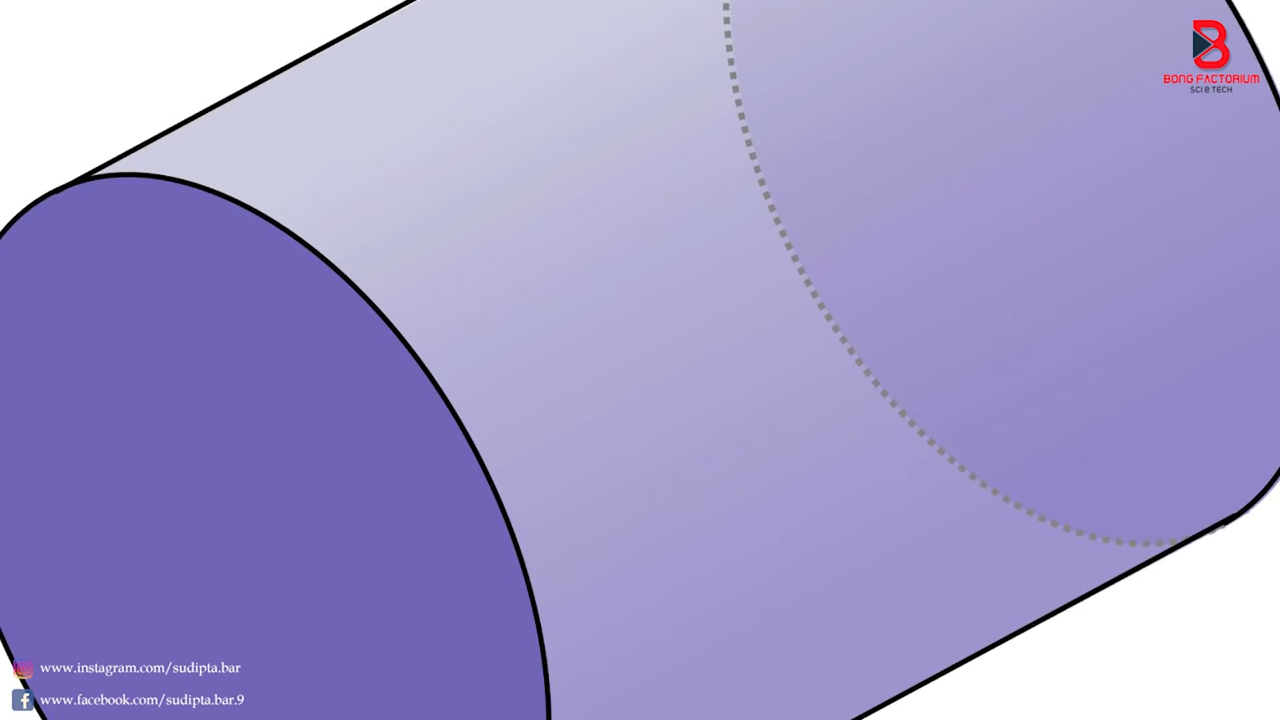 BONG FACTORIUM
SCI e TECH
www.instagram.com/sudipta.bar
www.facebook.com/sudipta.bar.9